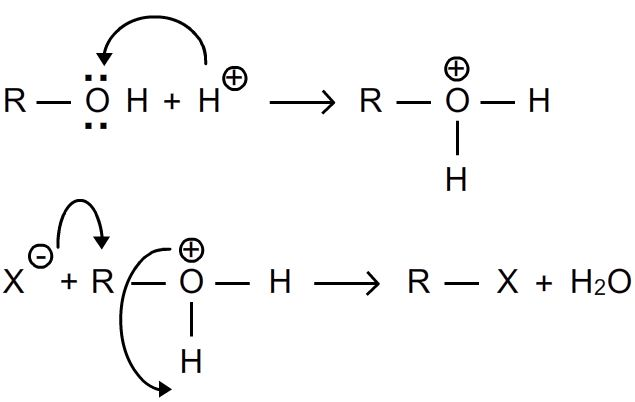 R — Ö H + H⊕ ⟶ R — O⊕ — H
H
X⊖ + R — O⊕ — H ⟶ R — X + H₂O
H